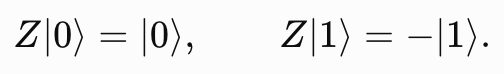 Z|0⟩ = |0⟩, Z|1⟩ = −|1⟩.